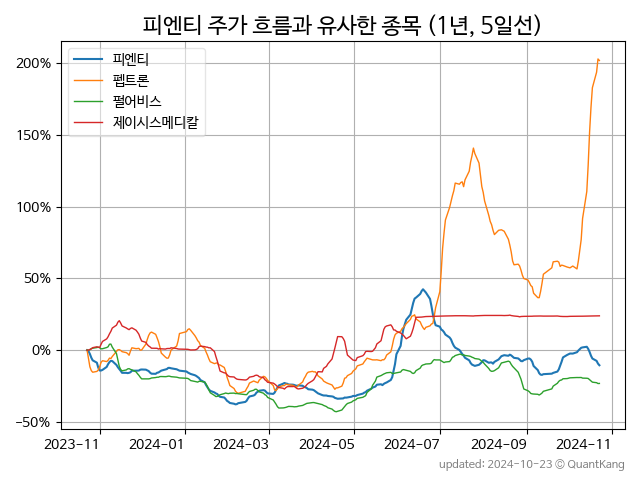 피엔티 주가 흐름과 유사한 종목 (1년, 5일선)
피엔티
펩트론
펄어비스
제이시스메디칼
200%
150%
100%
50%
0%
−50%
2023-11 2024-01 2024-03 2024-05 2024-07 2024-09 2024-11
updated: 2024-10-23 © QuantKang